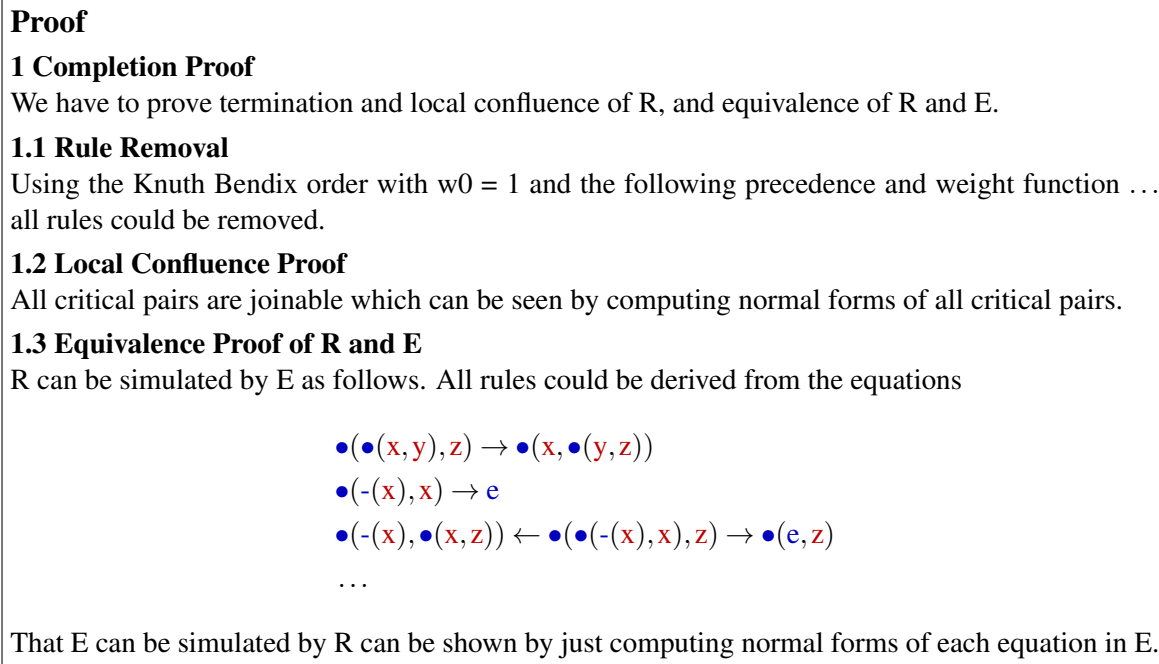 Proof
1 Completion Proof
We have to prove termination and local confluence of R, and equivalence of R and E.
1.1 Rule Removal
Using the Knuth Bendix order with w0 = 1 and the following precedence and weight function …
all rules could be removed.
1.2 Local Confluence Proof
All critical pairs are joinable which can be seen by computing normal forms of all critical pairs.
1.3 Equivalence Proof of R and E
R can be simulated by E as follows. All rules could be derived from the equations
•(•(x,y),z) → •(x,•(y,z))
•(-(x),x) → e
•(-(x),•(x,z)) ← •(•(-(x),x),z) → •(e,z)
…
That E can be simulated by R can be shown by just computing normal forms of each equation in E.